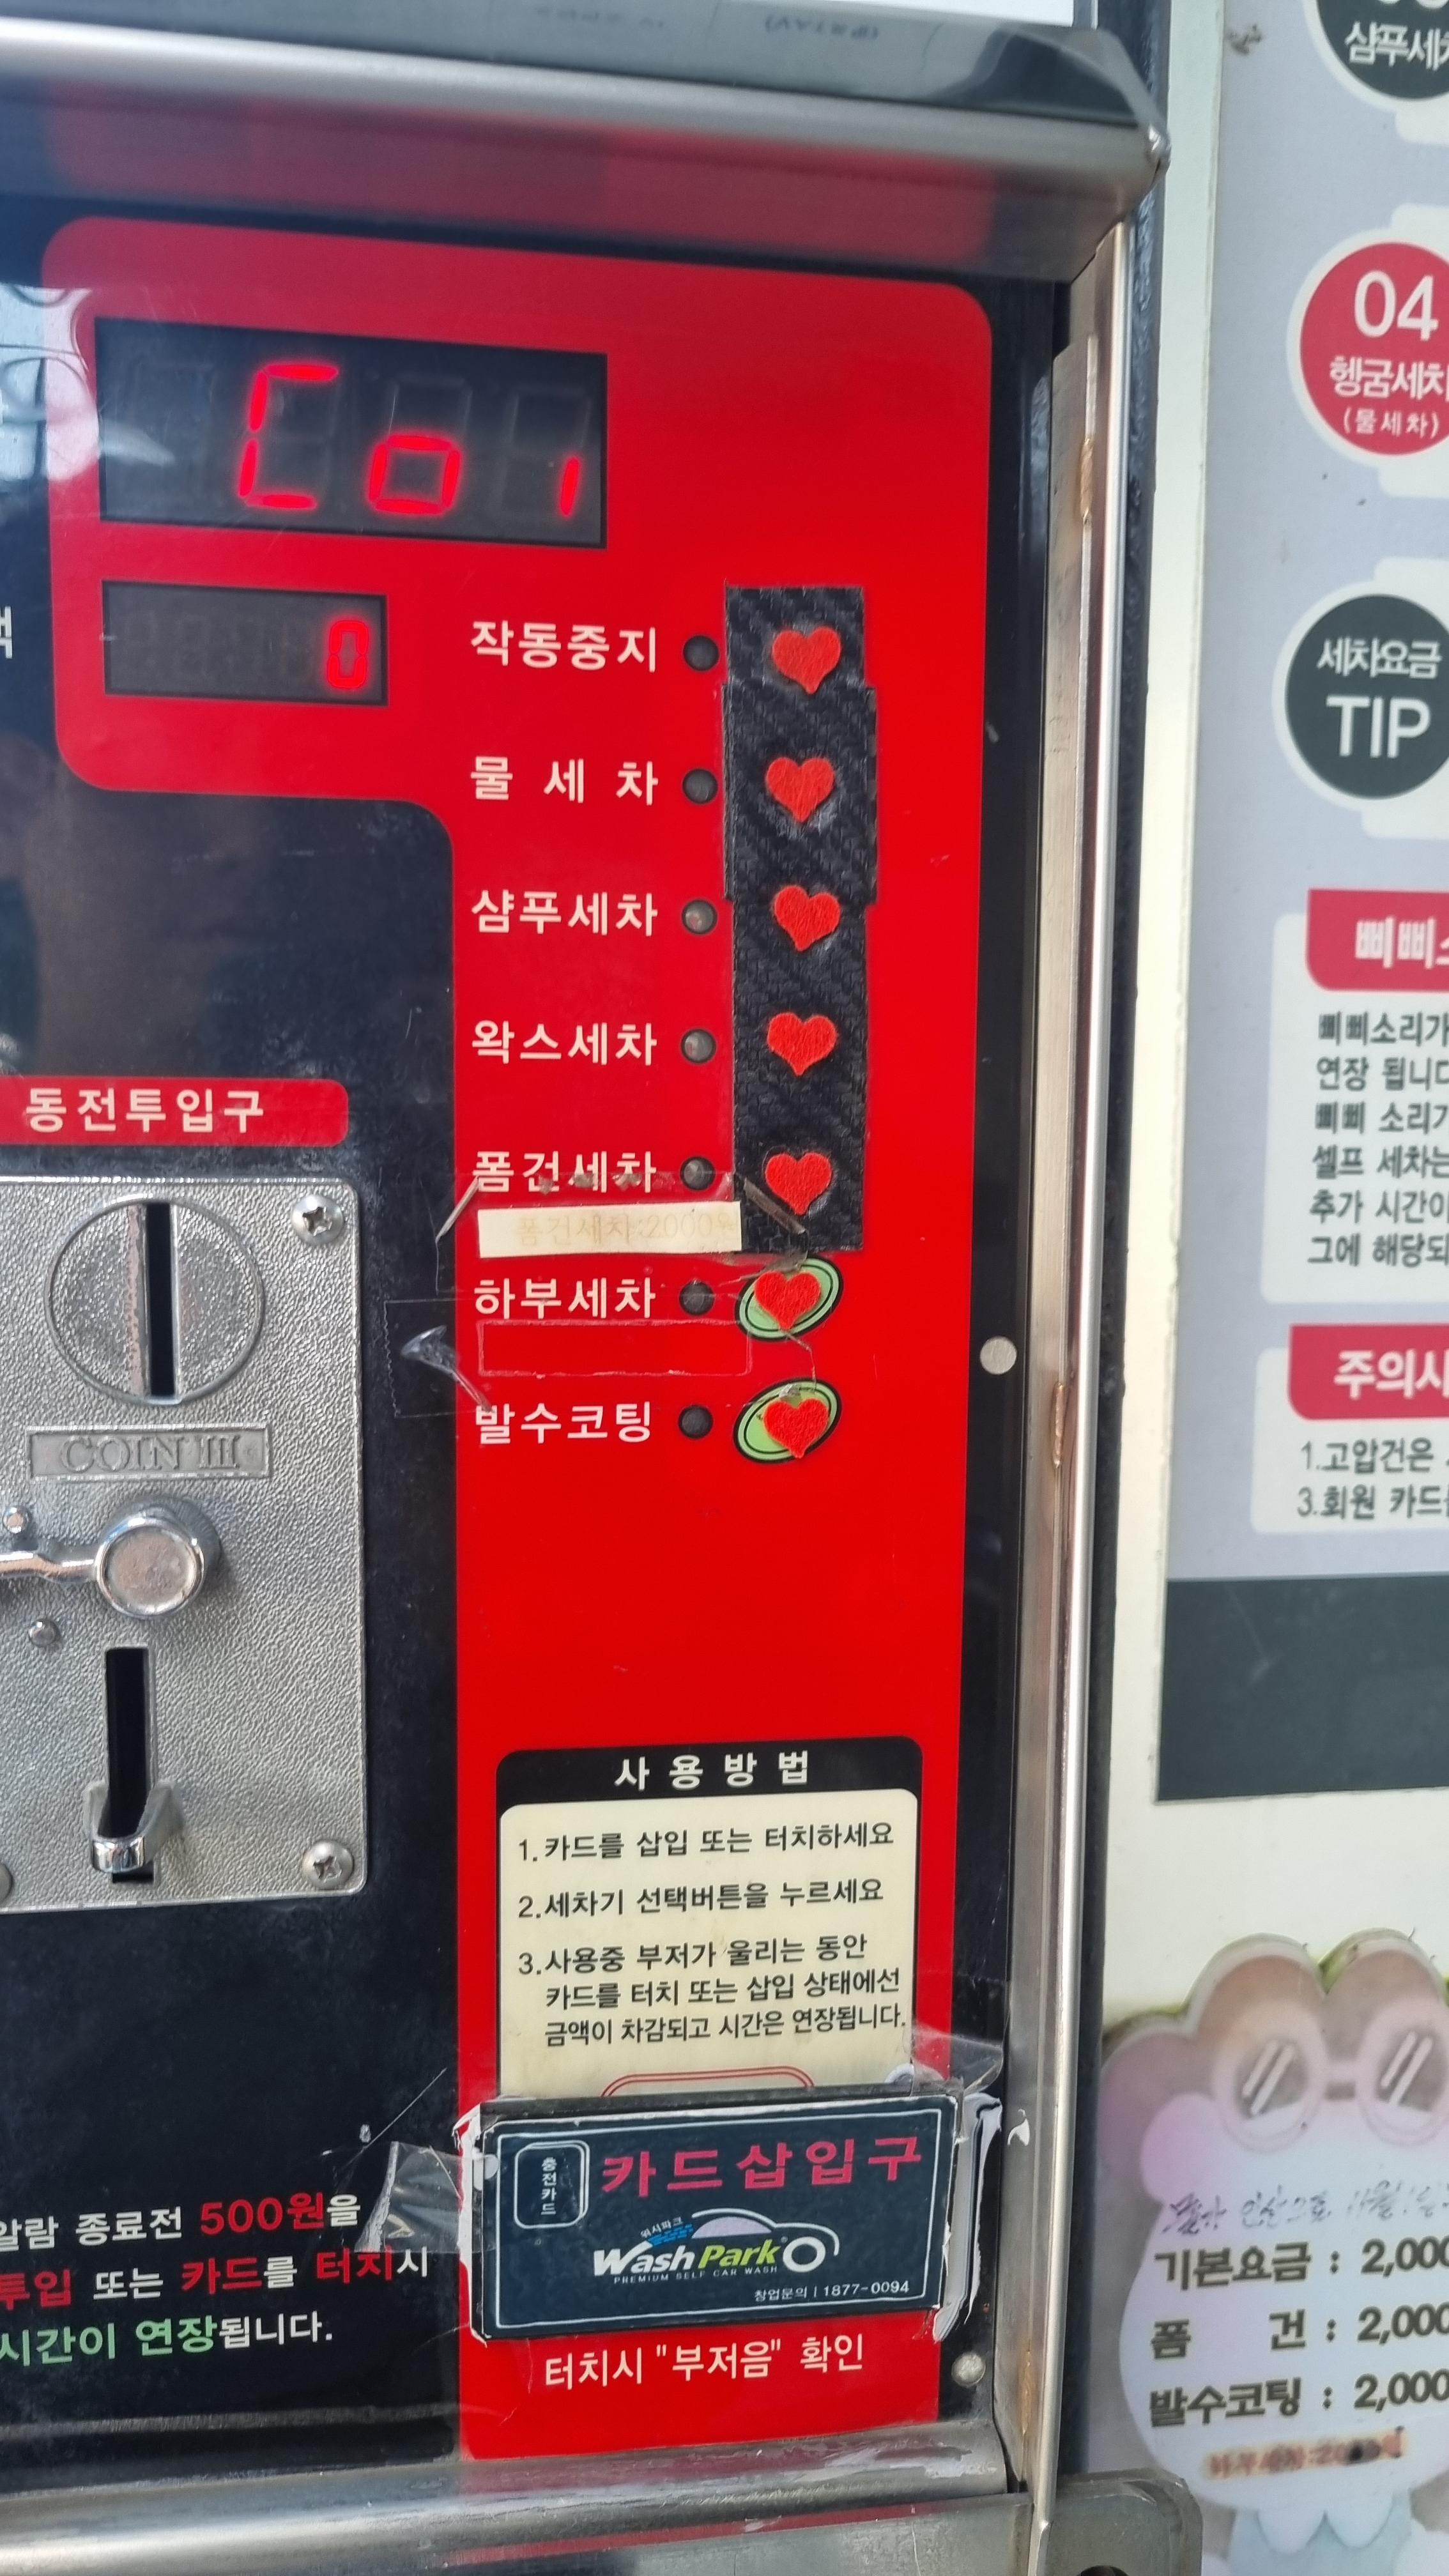 Coi
0
작동중지
물 세 차
샴푸세차
왁스세차
폼건세차
폼건세차:2000원
하부세차
발수코팅
동전투입구
COIN III
사 용 방 법
1.카드를 삽입 또는 터치하세요
2.세차기 선택버튼을 누르세요
3.사용중 부저가 울리는 동안
카드를 터치 또는 삽입 상태에선
금액이 차감되고 시간은 연장됩니다.
충전카드
카드삽입구
워시파크
WashPark
PREMIUM SELF CAR WASH
창업문의 | 1877-0094
터치시 "부저음" 확인
알람 종료전 500원을
투입 또는 카드를 터치시
시간이 연장됩니다.
샴푸세차
04
헹굼세차
(물세차)
세차요금
TIP
삐삐소리가
연장 됩니다
삐삐 소리가
셀프 세차는
추가 시간이
그에 해당되
주의사
1.고압건은
3.회원 카드를
기본요금 : 2,000
폼 건 : 2,000
발수코팅 : 2,000